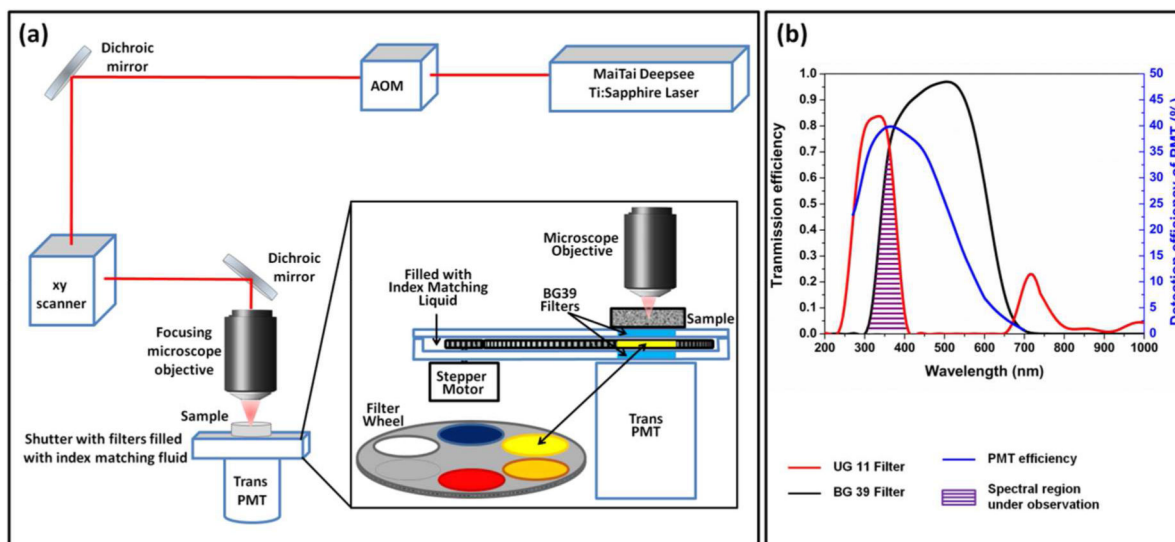 (a)
Dichroic
mirror
AOM
MaiTai Deepsee
Ti:Sapphire Laser
xy
scanner
Dichroic
mirror
Focusing
microscope
objective
Sample
Shutter with filters filled
with index matching fluid
Trans
PMT
Microscope
Objective
Filled with
Index Matching
Liquid
BG39
Filters
Sample
Stepper
Motor
Filter
Wheel
Trans
PMT
(b)
Tranmission efficiency
1.0
0.9
0.8
0.7
0.6
0.5
0.4
0.3
0.2
0.1
0.0
50
45
40
35
30
25
20
15
10
5
0
Detection efficiency of PMT (%)
200 300 400 500 600 700 800 900 1000
Wavelength (nm)
UG 11 Filter
BG 39 Filter
PMT efficiency
Spectral region
under observation